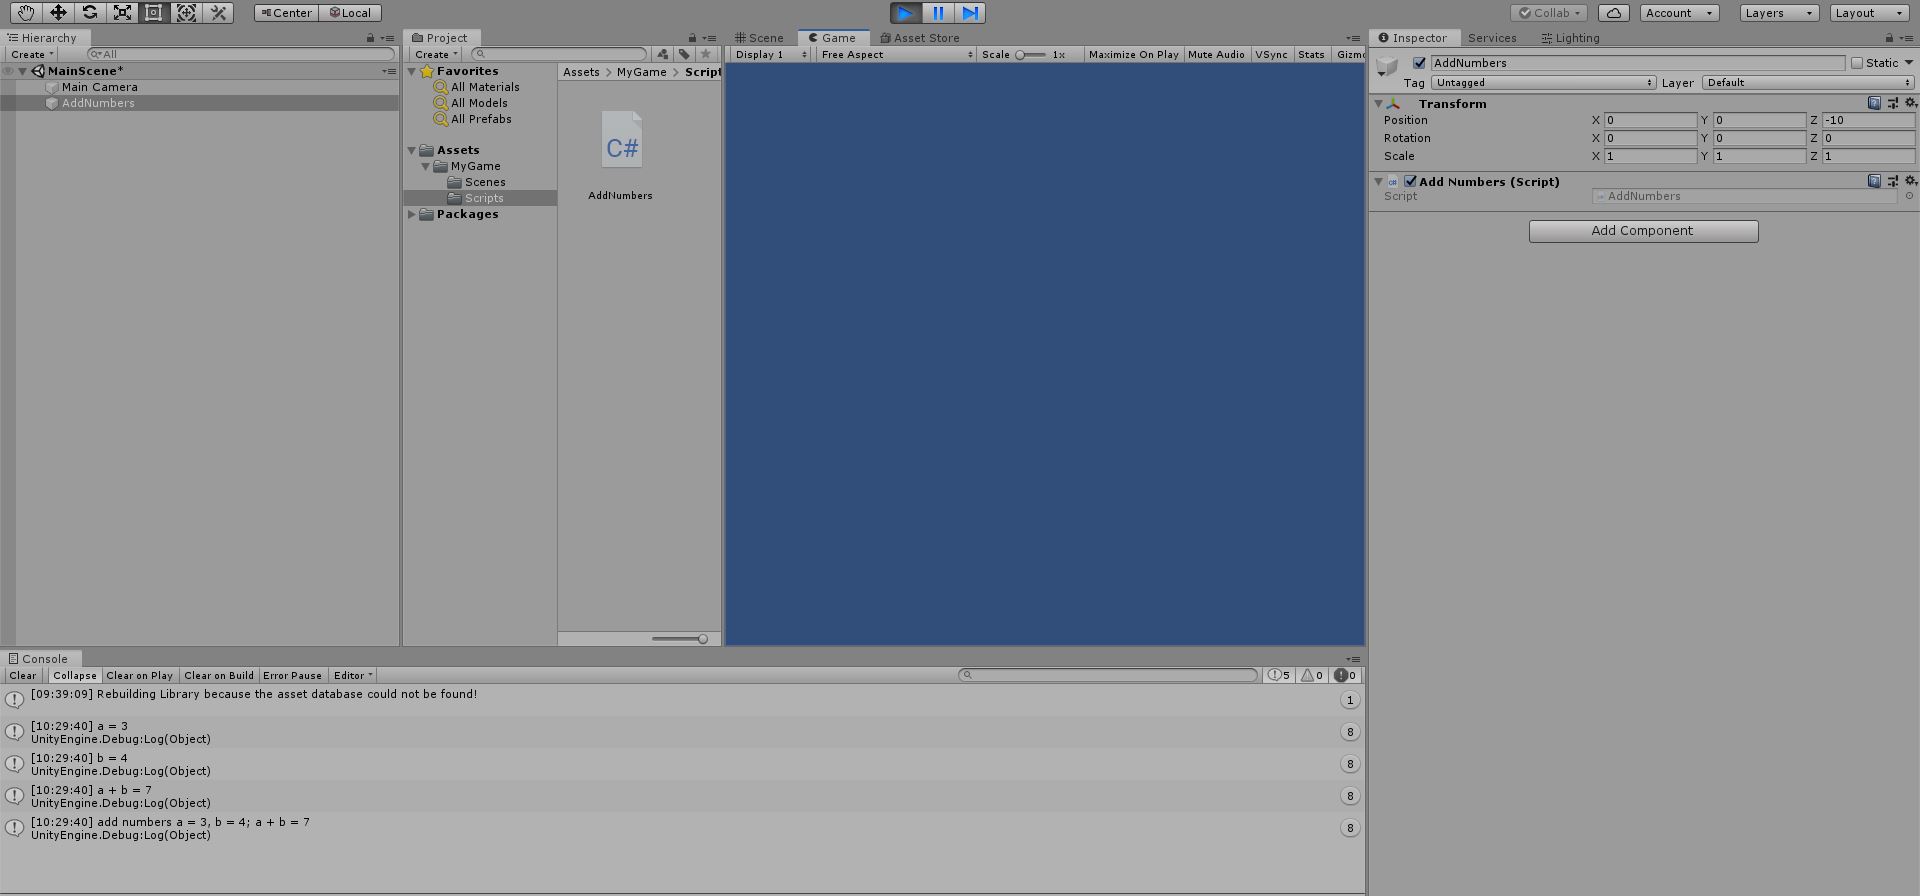 Center Local Collab Account Layers Layout
Hierarchy
Create All
MainScene*
Main Camera
AddNumbers
Project
Create
Favorites
All Materials
All Models
All Prefabs
Assets
MyGame
Scenes
Scripts
Packages
Assets > MyGame > Script
C#
AddNumbers
Scene Game Asset Store
Display 1 Free Aspect Scale 1x Maximize On Play Mute Audio VSync Stats Gizm
Inspector Services Lighting
AddNumbers Static
Tag Untagged Layer Default
Transform
Position X 0 Y 0 Z -10
Rotation X 0 Y 0 Z 0
Scale X 1 Y 1 Z 1
Add Numbers (Script)
Script AddNumbers
Add Component
Console
Clear Collapse Clear on Play Clear on Build Error Pause Editor 5 0 0
[09:39:09] Rebuilding Library because the asset database could not be found! 1
[10:29:40] a = 3
UnityEngine.Debug:Log(Object) 8
[10:29:40] b = 4
UnityEngine.Debug:Log(Object) 8
[10:29:40] a + b = 7
UnityEngine.Debug:Log(Object) 8
[10:29:40] add numbers a = 3, b = 4; a + b = 7
UnityEngine.Debug:Log(Object) 8